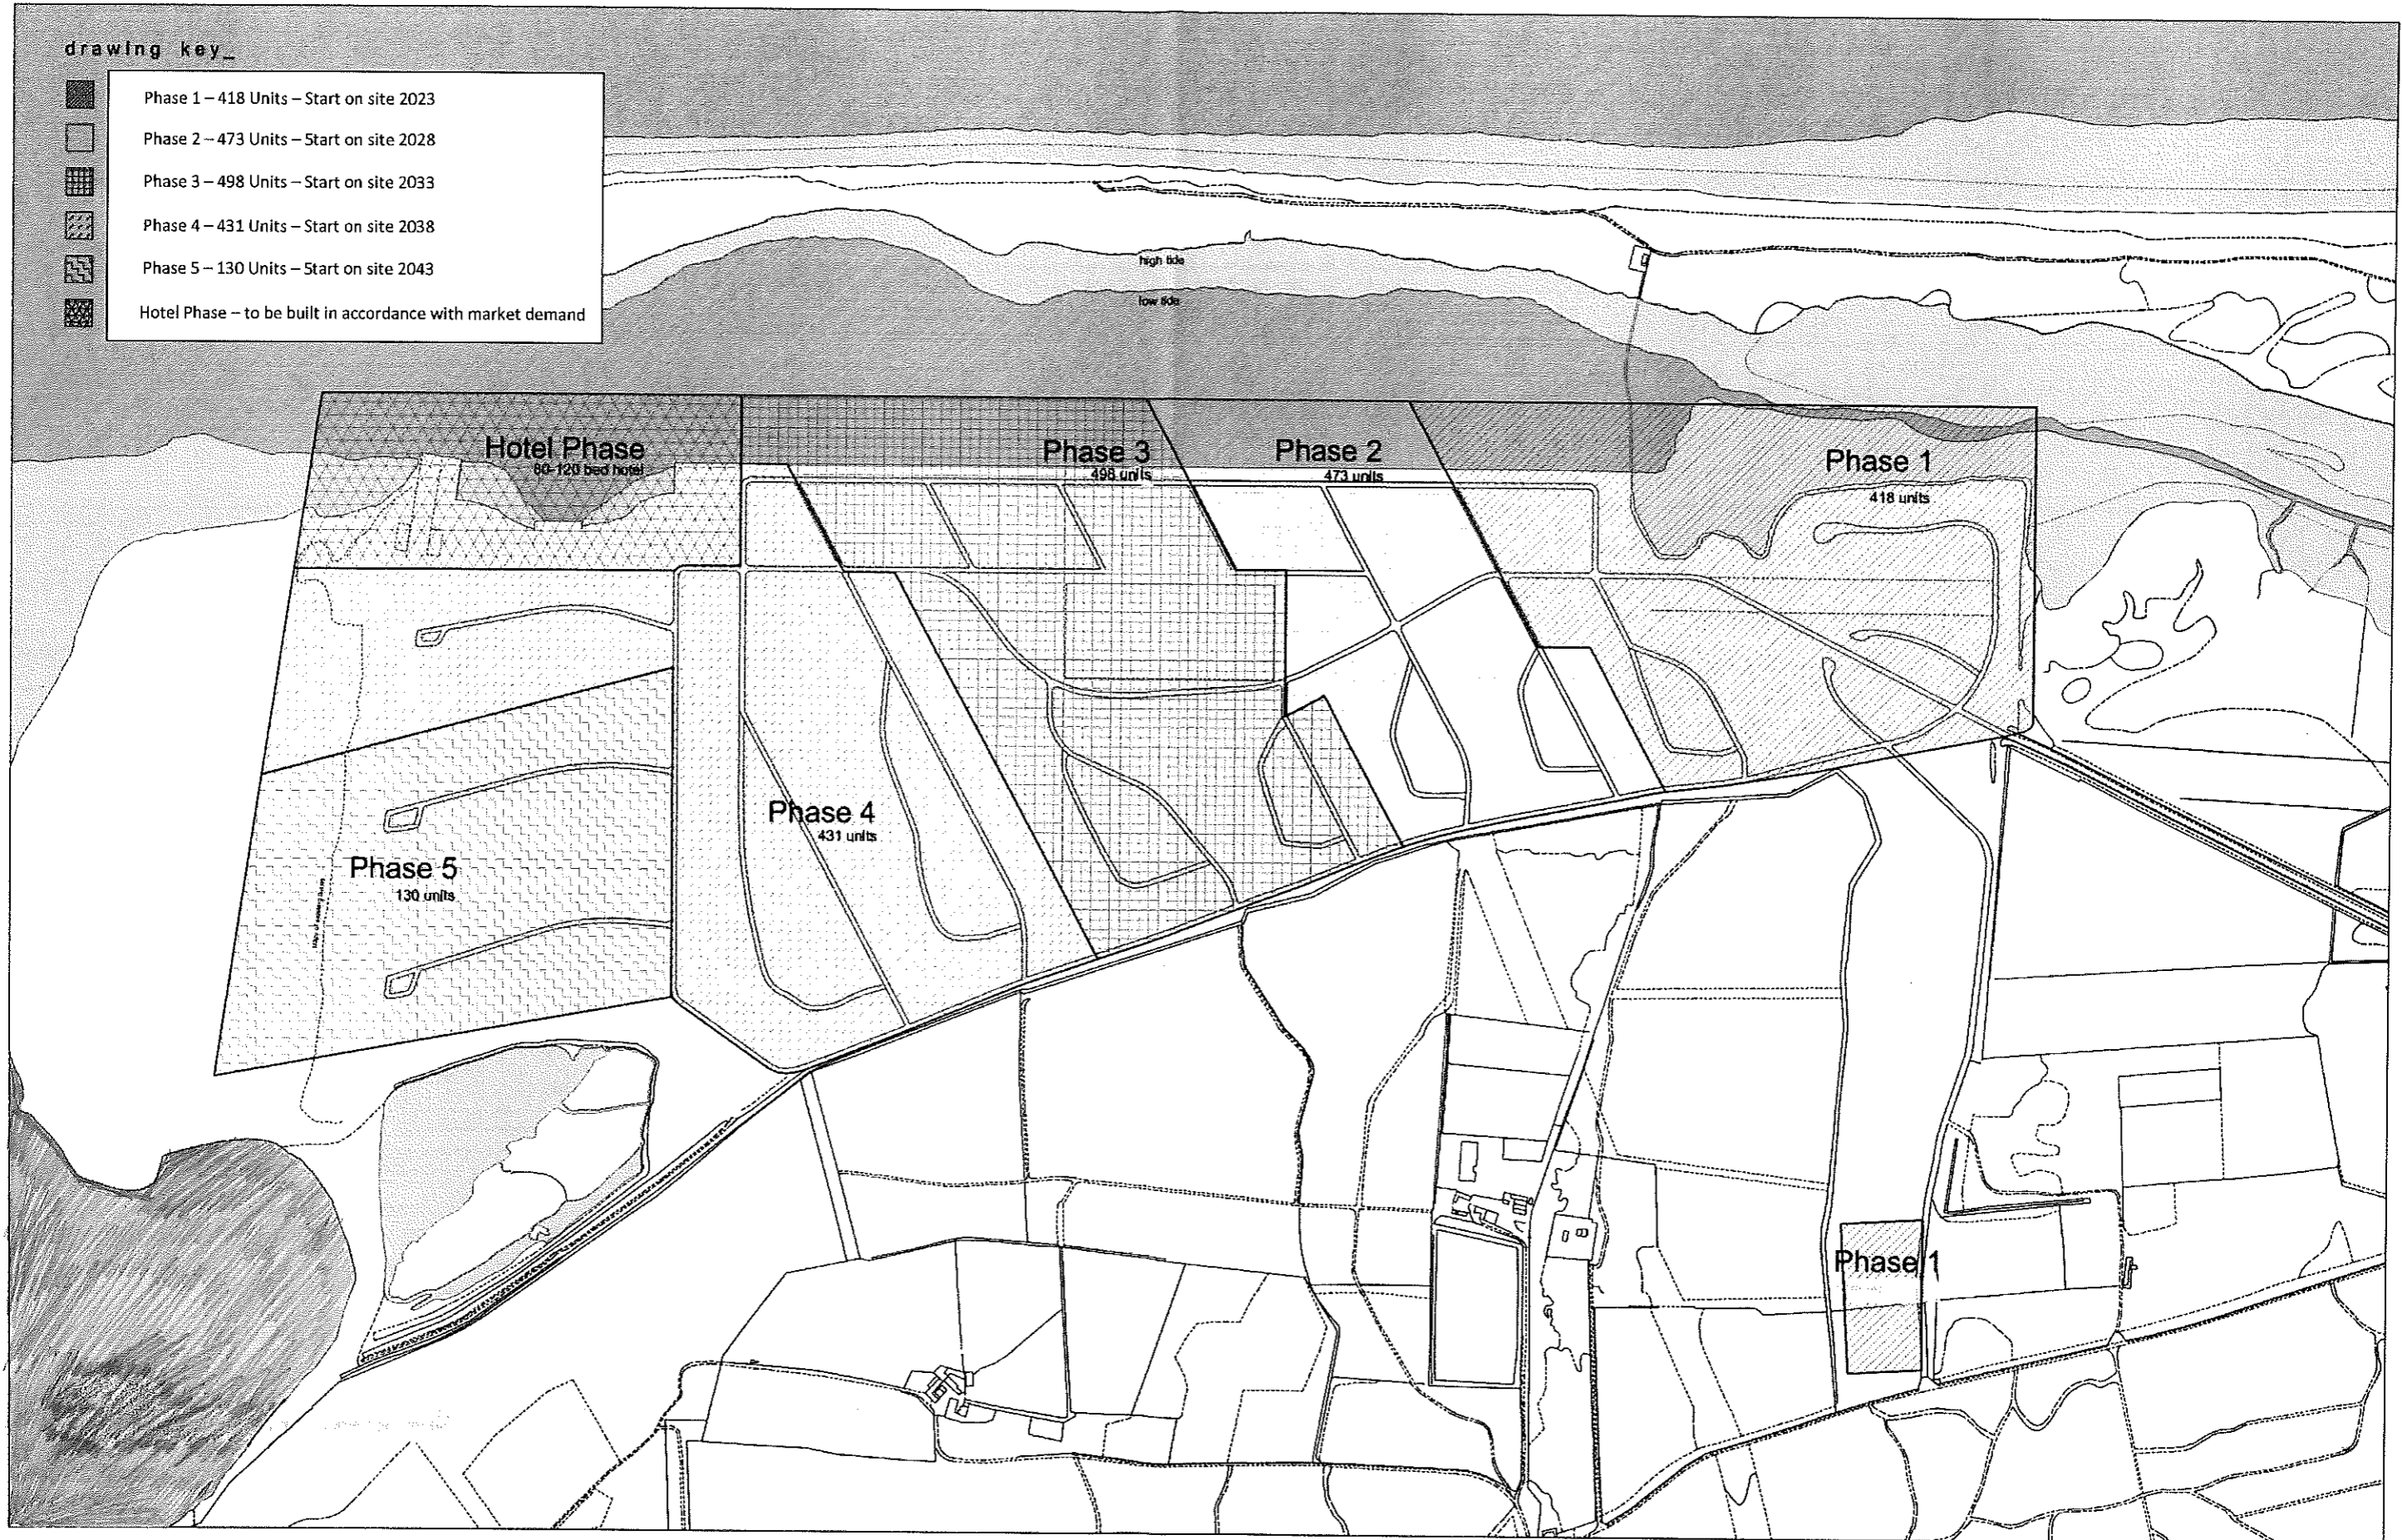 drawing key_
Phase 1 – 418 Units – Start on site 2023
Phase 2 – 473 Units – Start on site 2028
Phase 3 – 498 Units – Start on site 2033
Phase 4 – 431 Units – Start on site 2038
Phase 5 – 130 Units – Start on site 2043
Hotel Phase – to be built in accordance with market demand
high tide
low tide
Hotel Phase
80-120 bed hotel
Phase 3
498 units
Phase 2
473 units
Phase 1
418 units
Phase 4
431 units
Phase 5
130 units
Phase 1